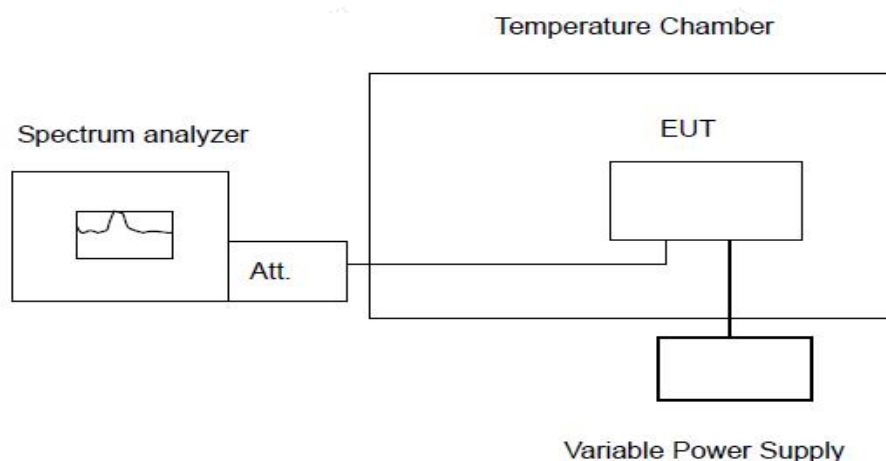 Temperature Chamber
Spectrum analyzer
EUT
Att.
Variable Power Supply